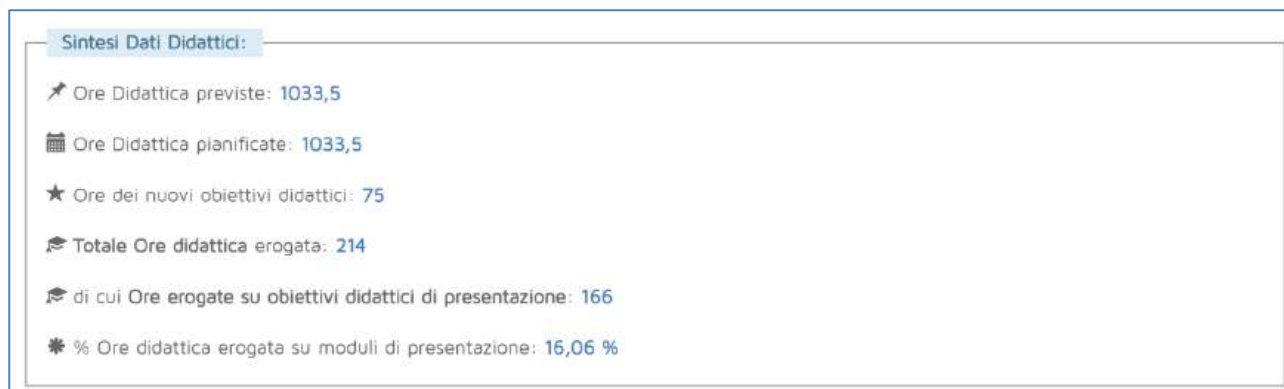 Sintesi Dati Didattici:
Ore Didattica previste: 1033,5
Ore Didattica pianificate: 1033,5
Ore dei nuovi obiettivi didattici: 75
Totale Ore didattica erogata: 214
di cui Ore erogate su obiettivi didattici di presentazione: 166
% Ore didattica erogata su moduli di presentazione: 16,06 %